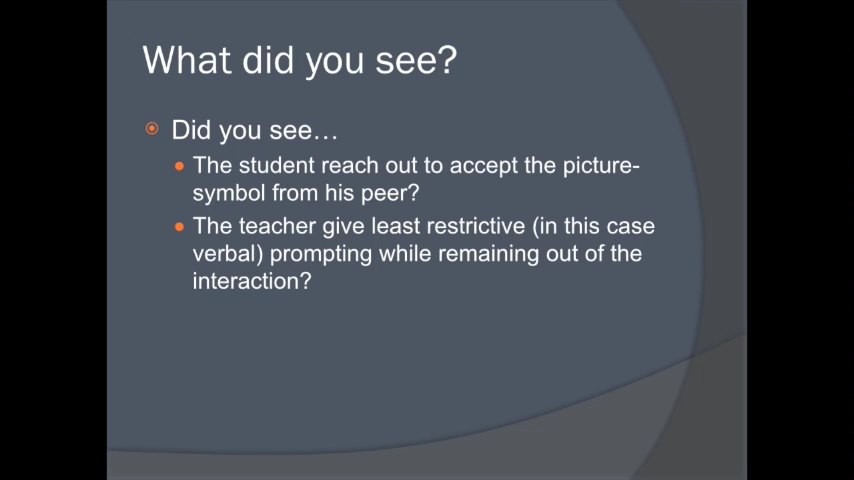 What did you see?
Did you see…
The student reach out to accept the picture-
symbol from his peer?
The teacher give least restrictive (in this case
verbal) prompting while remaining out of the
interaction?